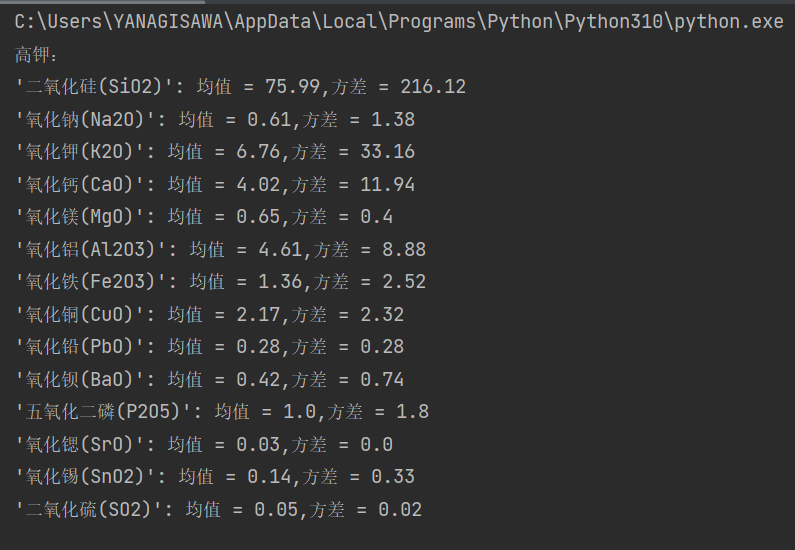 C:\Users\YANAGISAWA\AppData\Local\Programs\Python\Python310\python.exe
高钾：
'二氧化硅(SiO2)': 均值 = 75.99,方差 = 216.12
'氧化钠(Na2O)': 均值 = 0.61,方差 = 1.38
'氧化钾(K2O)': 均值 = 6.76,方差 = 33.16
'氧化钙(CaO)': 均值 = 4.02,方差 = 11.94
'氧化镁(MgO)': 均值 = 0.65,方差 = 0.4
'氧化铝(Al2O3)': 均值 = 4.61,方差 = 8.88
'氧化铁(Fe2O3)': 均值 = 1.36,方差 = 2.52
'氧化铜(CuO)': 均值 = 2.17,方差 = 2.32
'氧化铅(PbO)': 均值 = 0.28,方差 = 0.28
'氧化钡(BaO)': 均值 = 0.42,方差 = 0.74
'五氧化二磷(P2O5)': 均值 = 1.0,方差 = 1.8
'氧化锶(SrO)': 均值 = 0.03,方差 = 0.0
'氧化锡(SnO2)': 均值 = 0.14,方差 = 0.33
'二氧化硫(SO2)': 均值 = 0.05,方差 = 0.02